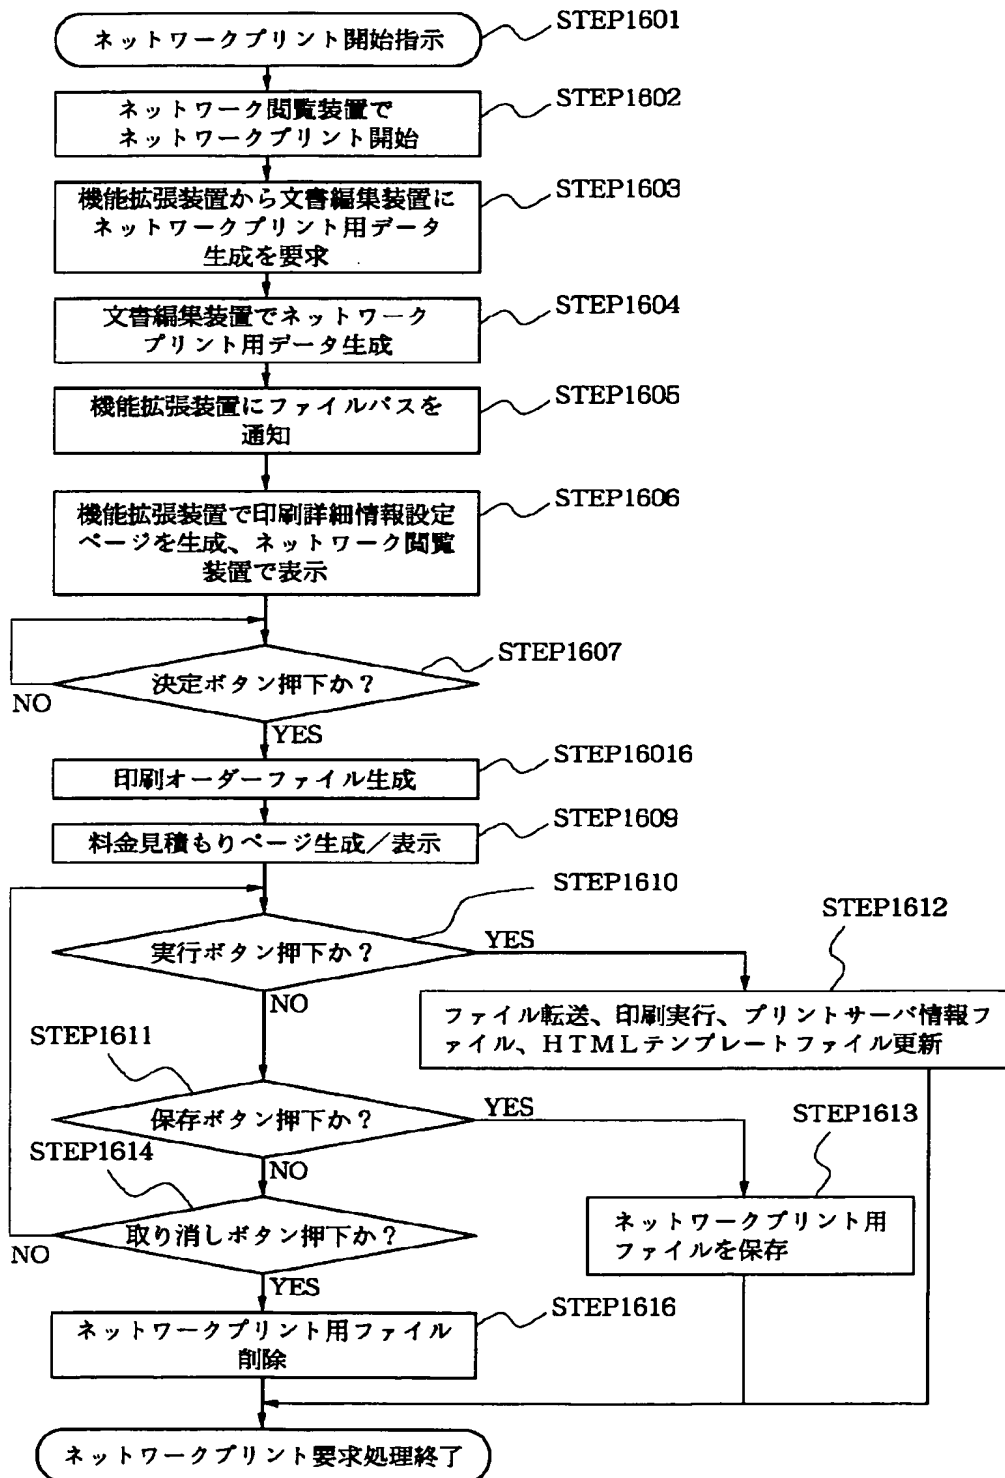 ネットワークプリント開始指示
STEP1601
ネットワーク閲覧装置で
ネットワークプリント開始
STEP1602
機能拡張装置から文書編集装置に
ネットワークプリント用データ
生成を要求
STEP1603
文書編集装置でネットワーク
プリント用データ生成
STEP1604
機能拡張装置にファイルパスを
通知
STEP1605
機能拡張装置で印刷詳細情報設定
ページを生成、ネットワーク閲覧
装置で表示
STEP1606
決定ボタン押下か？
STEP1607
NO
YES
印刷オーダーファイル生成
STEP16016
料金見積もりページ生成／表示
STEP1609
実行ボタン押下か？
STEP1610
YES
NO
STEP1612
ファイル転送、印刷実行、プリントサーバ情報フ
ァイル、ＨＴＭＬテンプレートファイル更新
STEP1611
保存ボタン押下か？
YES
NO
STEP1613
ネットワークプリント用
ファイルを保存
STEP1614
取り消しボタン押下か？
NO
YES
ネットワークプリント用ファイル
削除
STEP1616
ネットワークプリント要求処理終了